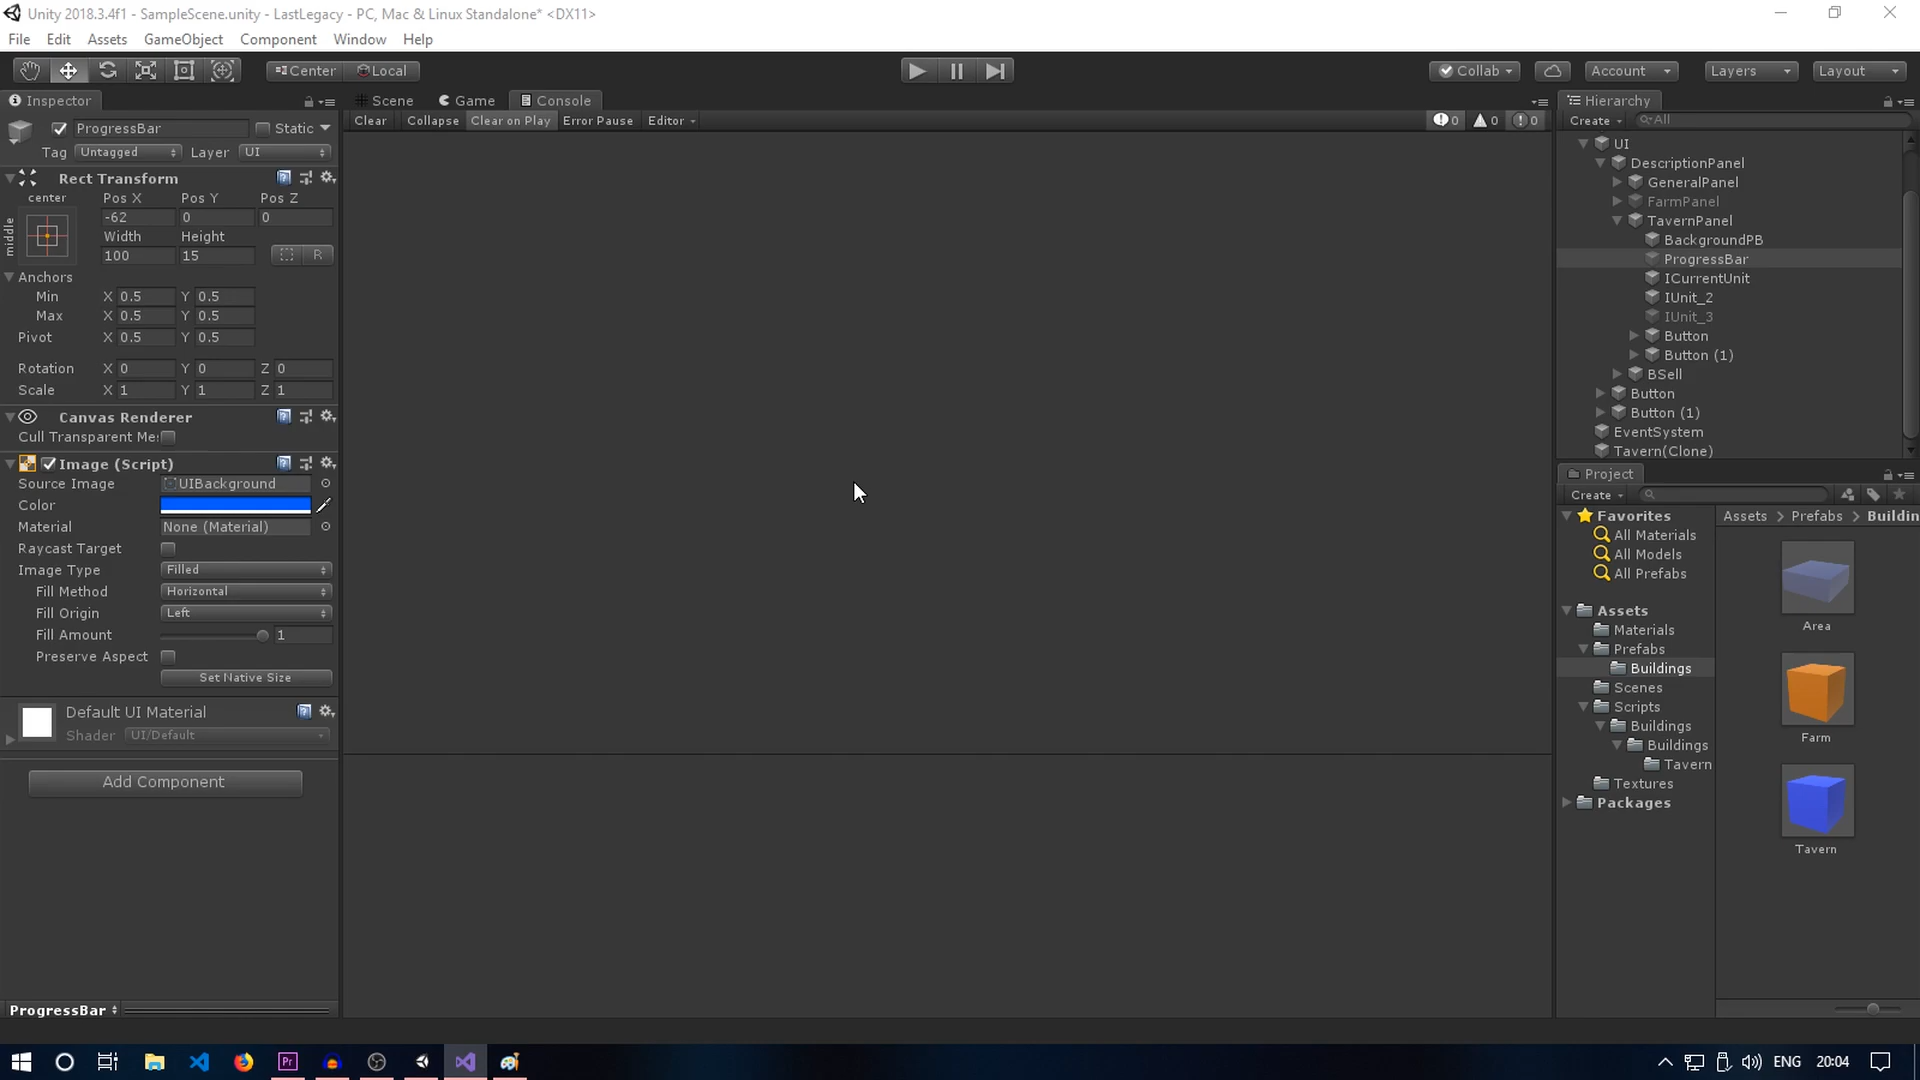 Unity 2018.3.4f1 - SampleScene.unity - LastLegacy - PC, Mac & Linux Standalone* <DX11>
File Edit Assets GameObject Component Window Help
Center Local Collab Account Layers Layout
Inspector Scene Game Console Hierarchy
Clear Collapse Clear on Play Error Pause Editor 0 0 0 Create All
ProgressBar Static
Tag Untagged Layer UI
Rect Transform
center Pos X Pos Y Pos Z
middle -62 0 0
Width Height
100 15 R
Anchors
Min X 0.5 Y 0.5
Max X 0.5 Y 0.5
Pivot X 0.5 Y 0.5
Rotation X 0 Y 0 Z 0
Scale X 1 Y 1 Z 1
Canvas Renderer
Cull Transparent Me:
Image (Script)
Source Image UIBackground
Color
Material None (Material)
Raycast Target
Image Type Filled
Fill Method Horizontal
Fill Origin Left
Fill Amount 1
Preserve Aspect
Set Native Size
Default UI Material
Shader UI/Default
Add Component
ProgressBar
UI
DescriptionPanel
GeneralPanel
FarmPanel
TavernPanel
BackgroundPB
ProgressBar
ICurrentUnit
IUnit_2
IUnit_3
Button
Button (1)
BSell
Button
Button (1)
EventSystem
Tavern(Clone)
Project
Create
Favorites
All Materials
All Models
All Prefabs
Assets
Materials
Prefabs
Buildings
Scenes
Scripts
Buildings
Buildings
Tavern
Textures
Packages
Assets > Prefabs > Buildin
Area
Farm
Tavern
Pr ENG 20:04